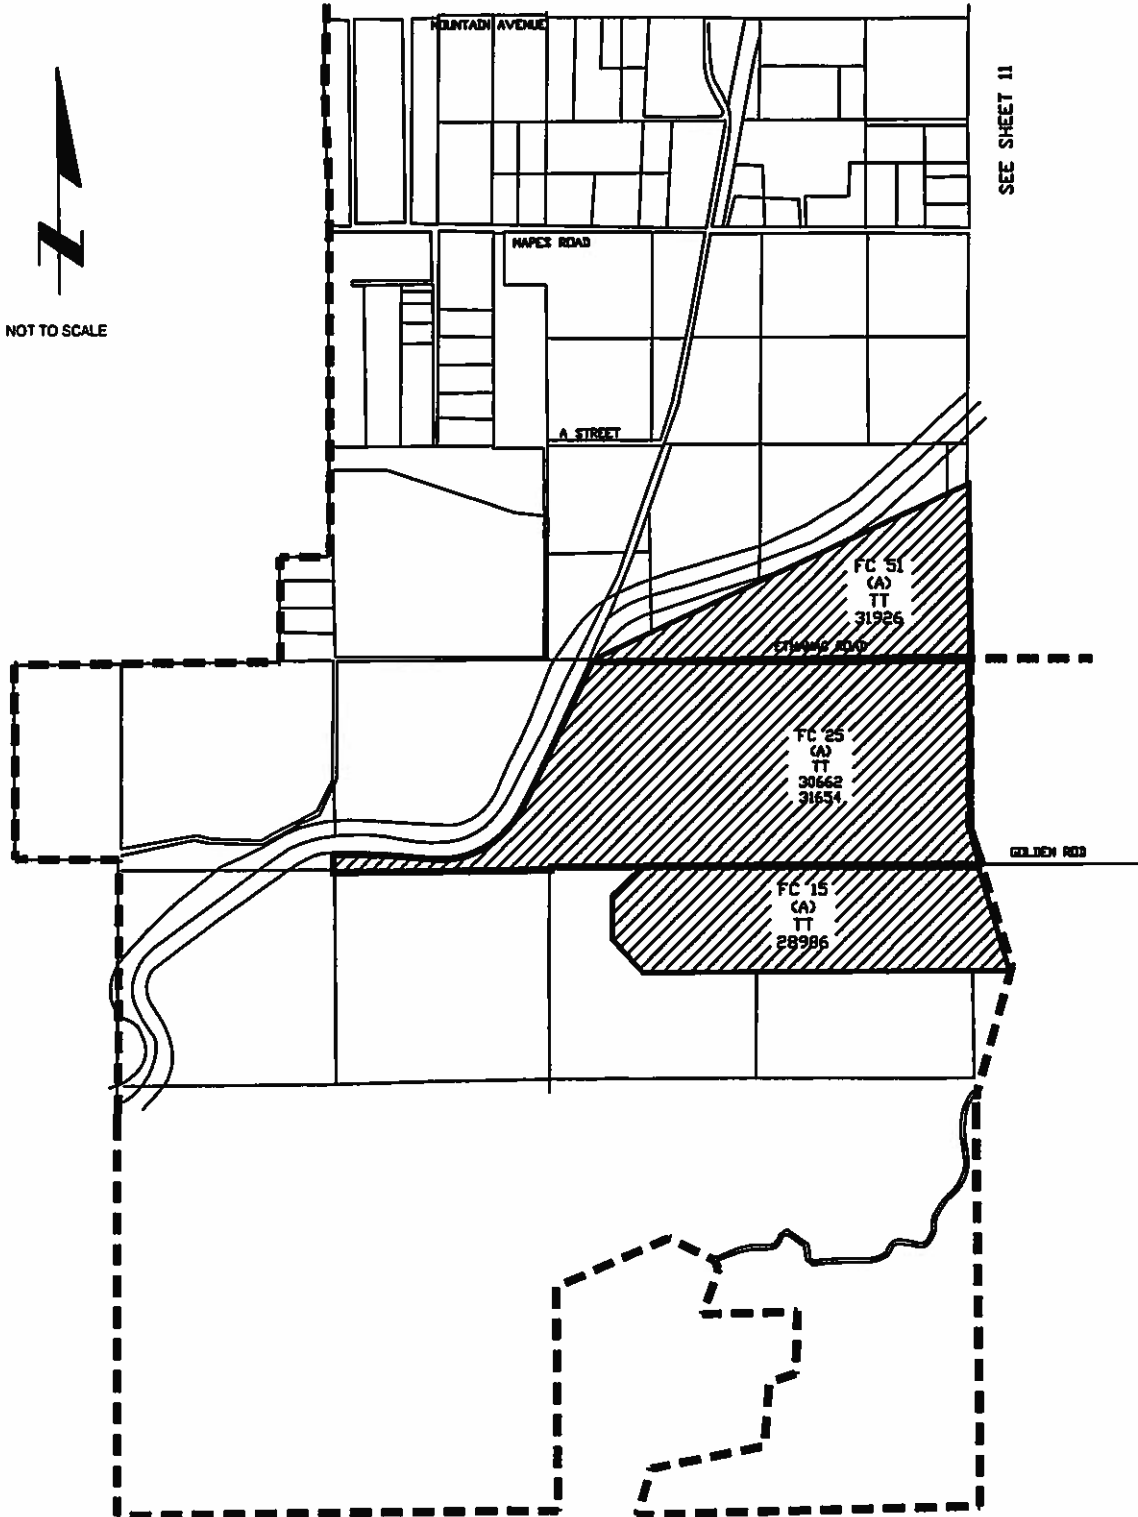 MOUNTAIN AVENUE
SEE SHEET 11
MAPES ROAD
NOT TO SCALE
A STREET
FC 51
(A)
TT
31926
ETHANAC ROAD
FC 25
(A)
TT
30662
31654
GOLDEN ROD
FC 15
(A)
TT
28986